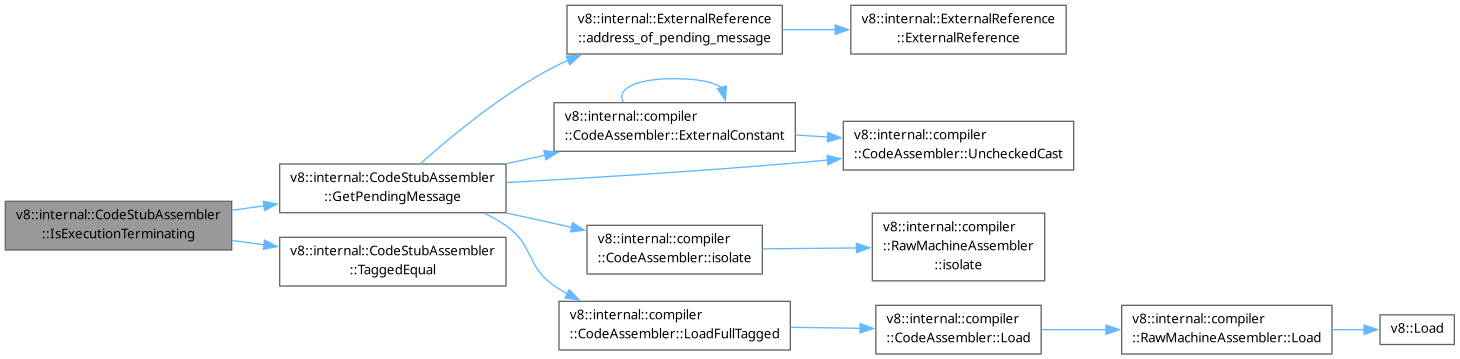 v8::internal::CodeStubAssembler
::IsExecutionTerminating
v8::internal::CodeStubAssembler
::GetPendingMessage
v8::internal::CodeStubAssembler
::TaggedEqual
v8::internal::ExternalReference
::address_of_pending_message
v8::internal::ExternalReference
::ExternalReference
v8::internal::compiler
::CodeAssembler::ExternalConstant
v8::internal::compiler
::CodeAssembler::UncheckedCast
v8::internal::compiler
::CodeAssembler::isolate
v8::internal::compiler
::RawMachineAssembler
::isolate
v8::internal::compiler
::CodeAssembler::LoadFullTagged
v8::internal::compiler
::CodeAssembler::Load
v8::internal::compiler
::RawMachineAssembler::Load
v8::Load